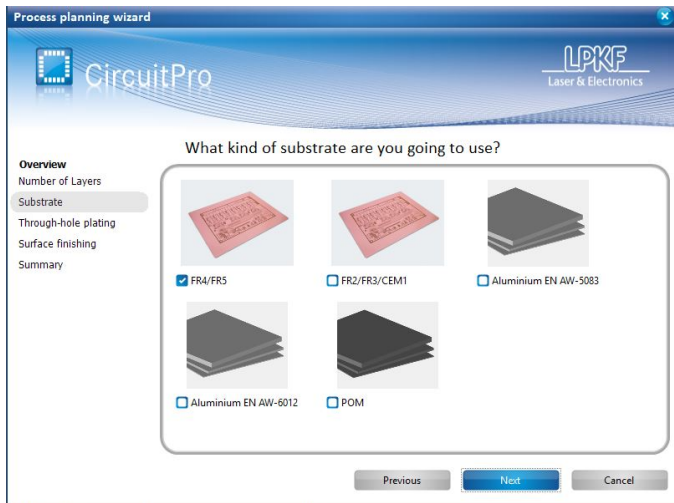 Process planning wizard
CircuitPro
LPKF
Laser & Electronics
What kind of substrate are you going to use?
Overview
Number of Layers
Substrate
Through-hole plating
Surface finishing
Summary
FR4/FR5
FR2/FR3/CEM1
Aluminium EN AW-5083
Aluminium EN AW-6012
POM
Previous
Next
Cancel